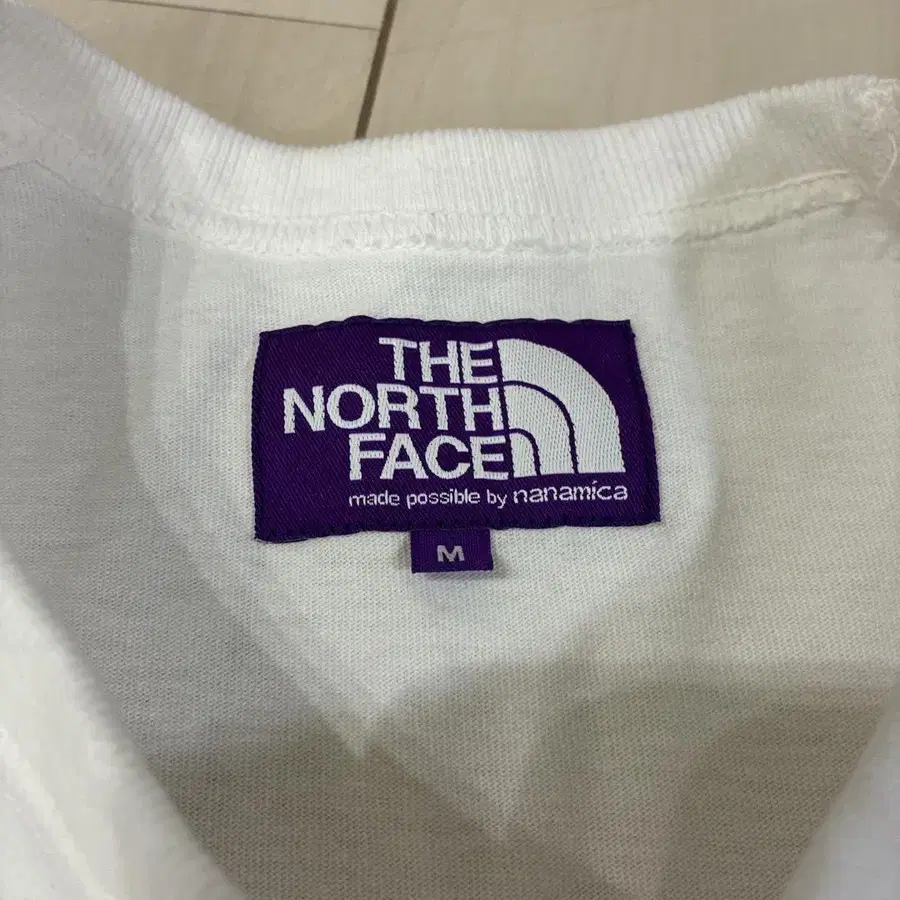 THE
NORTH
FACE
made possible by nanamica
M